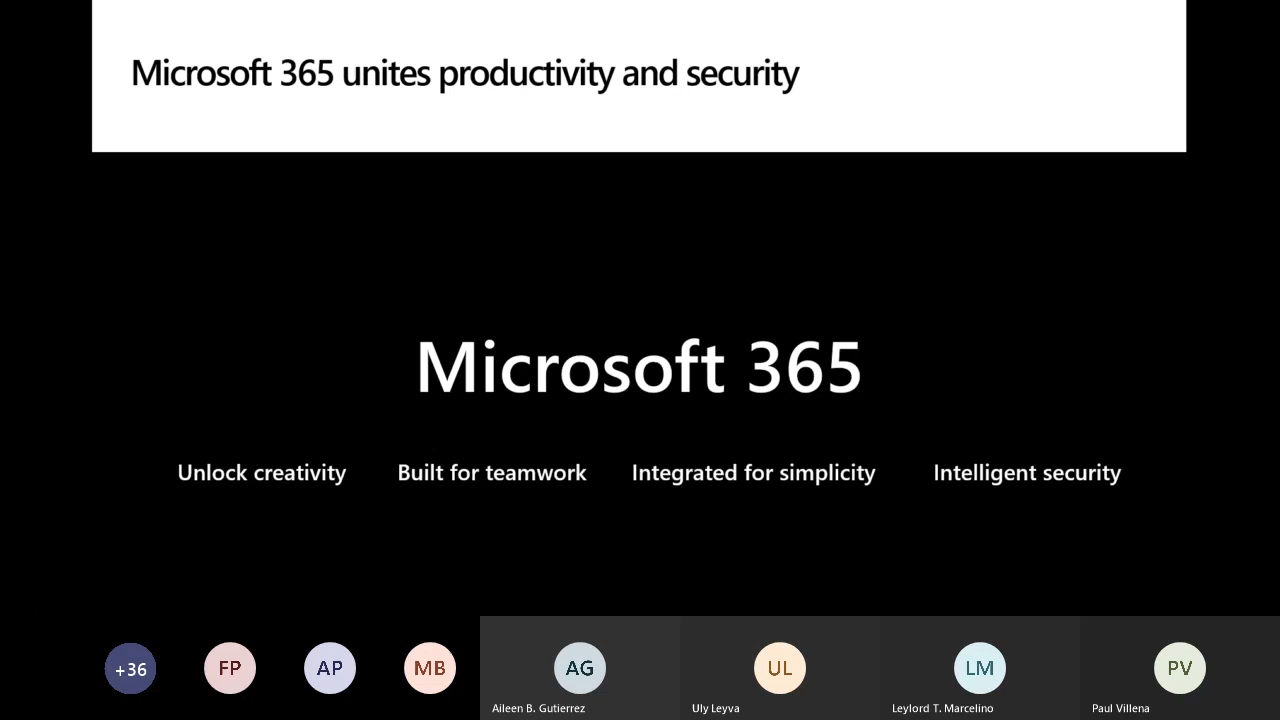 Microsoft 365 unites productivity and security
Microsoft 365
Unlock creativity Built for teamwork Integrated for simplicity Intelligent security
+36 FP AP MB AG UL LM PV
Aileen B. Gutierrez Uly Leyva Leylord T. Marcelino Paul Villena